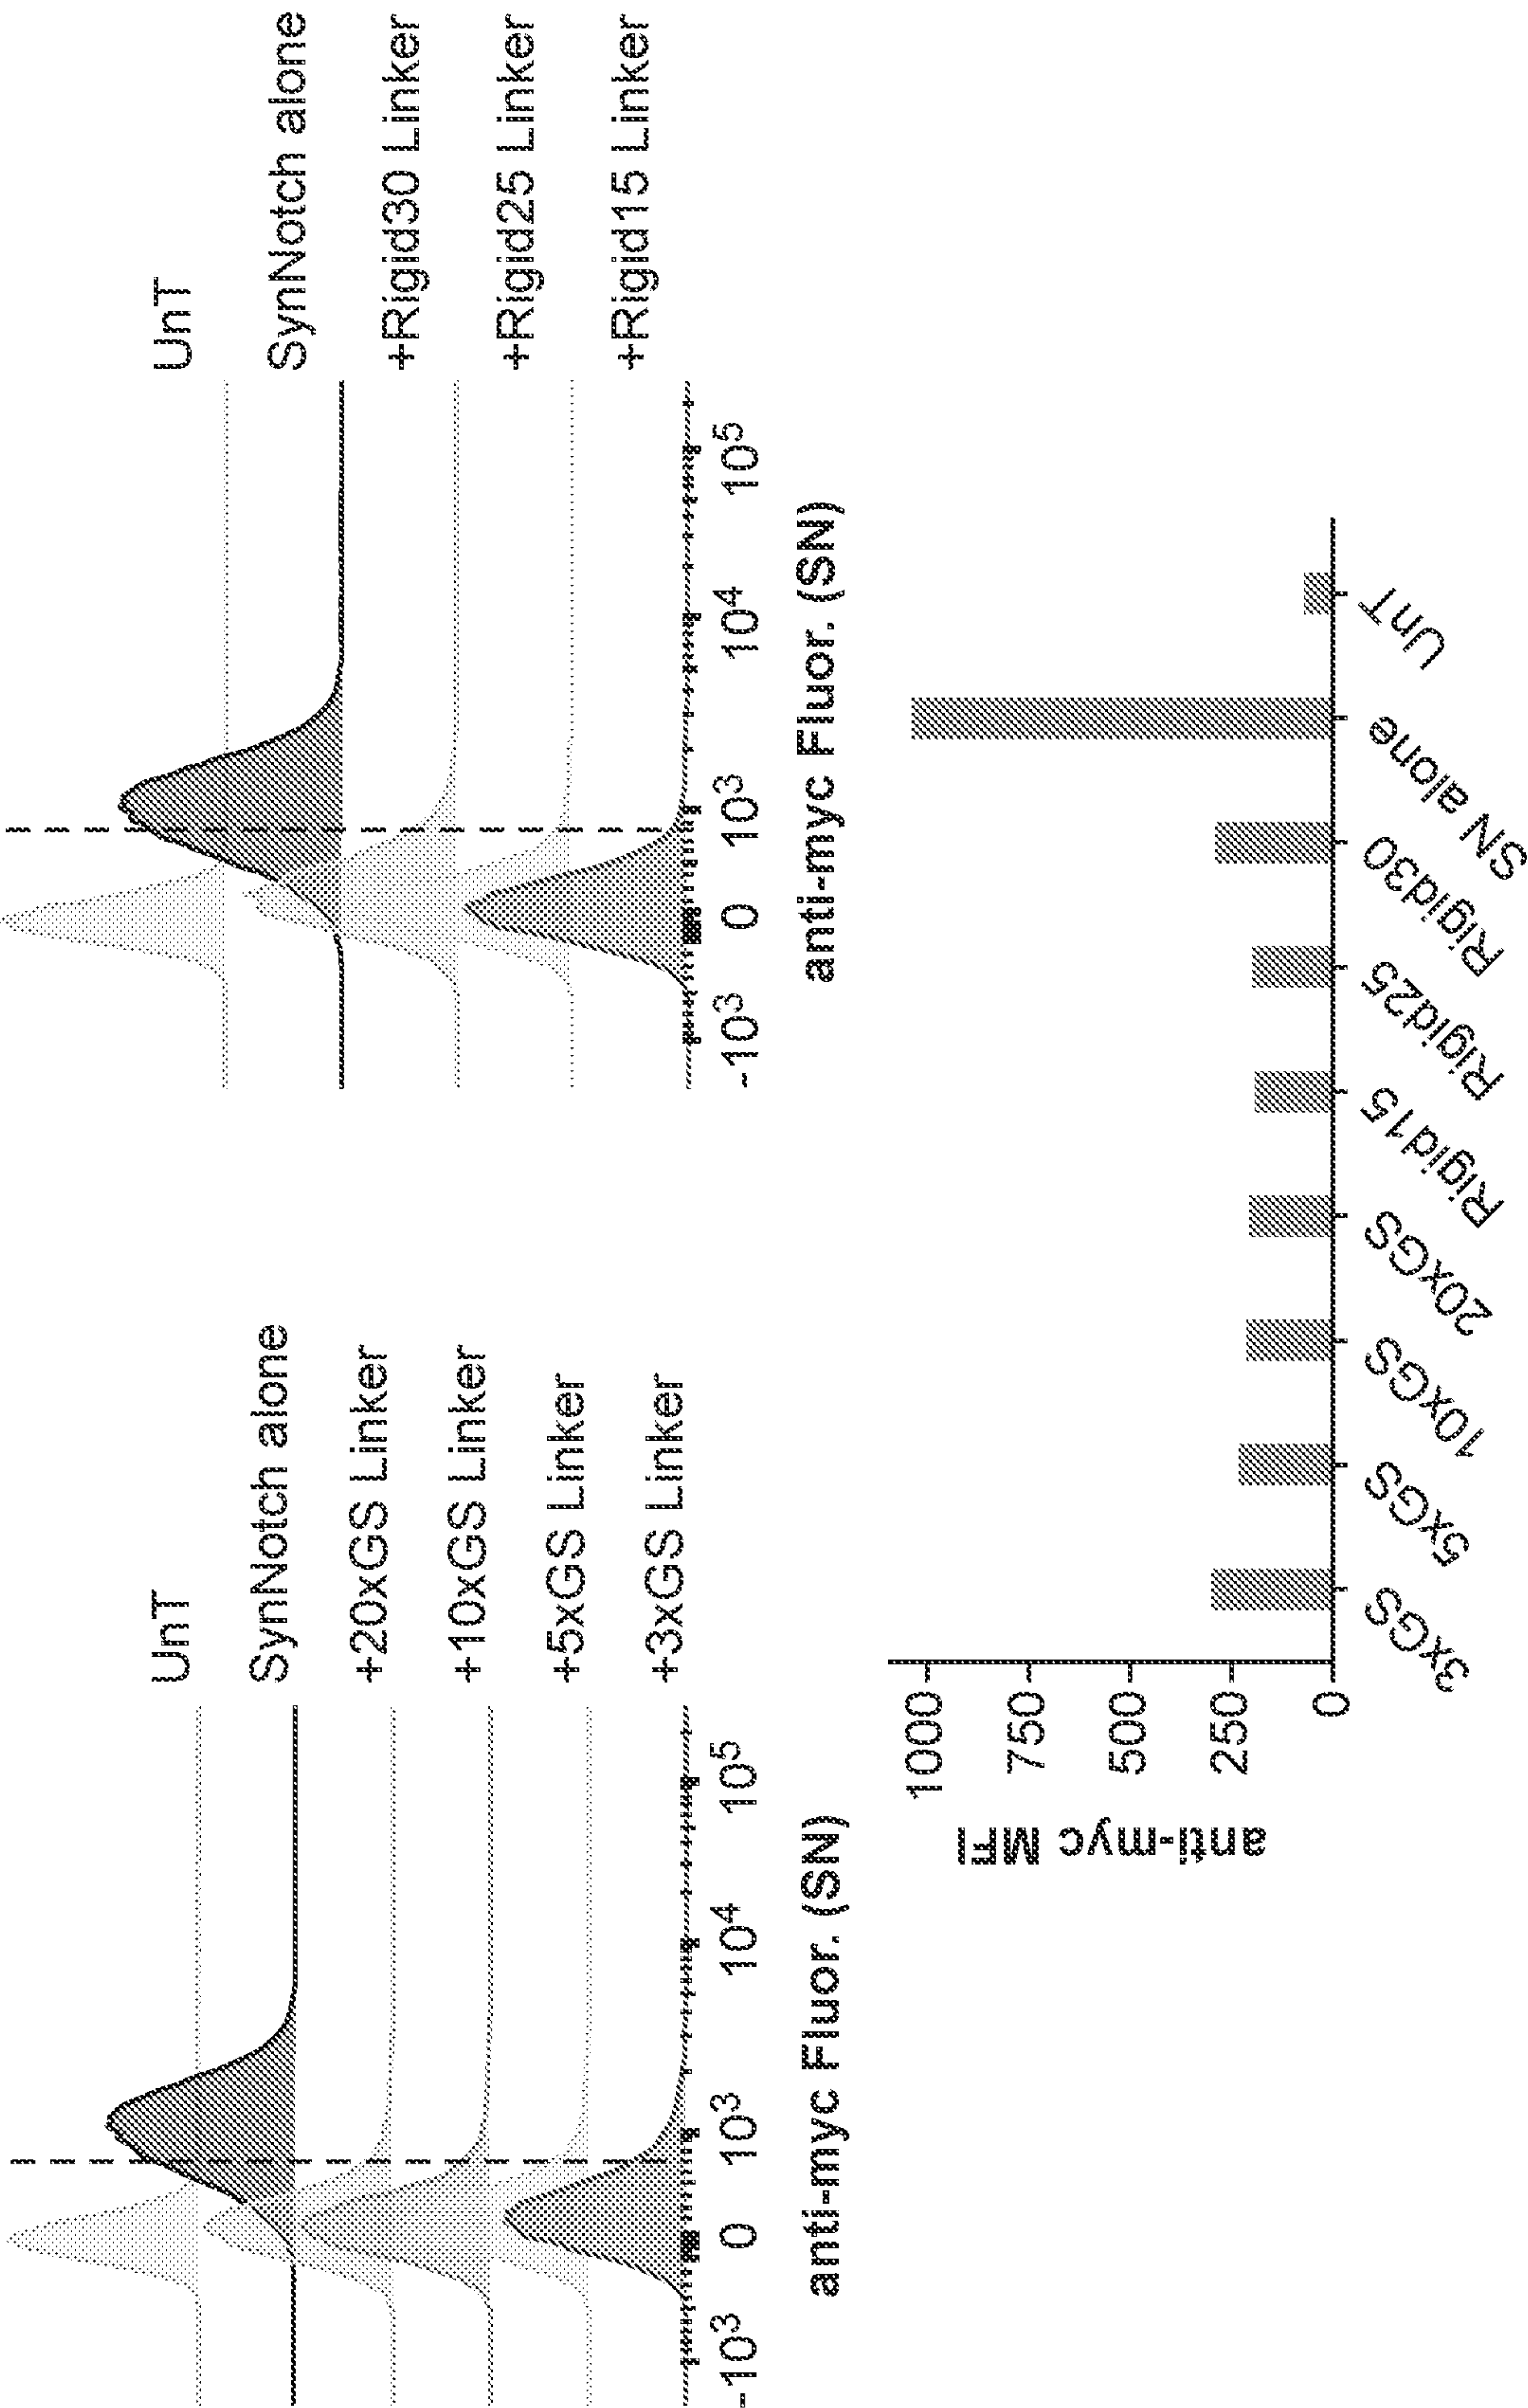 UnT
SynNotch alone
+20xGS Linker
+10xGS Linker
+5xGS Linker
+3xGS Linker
-10³ 0 10³ 10⁴ 10⁵
anti-myc Fluor. (SN)
UnT
SynNotch alone
+Rigid30 Linker
+Rigid25 Linker
+Rigid15 Linker
-10³ 0 10³ 10⁴ 10⁵
anti-myc Fluor. (SN)
anti-myc MFI
1000
750
500
250
0
3xGS
5xGS
10xGS
20xGS
Rigid15
Rigid25
Rigid30
SN alone
UnT